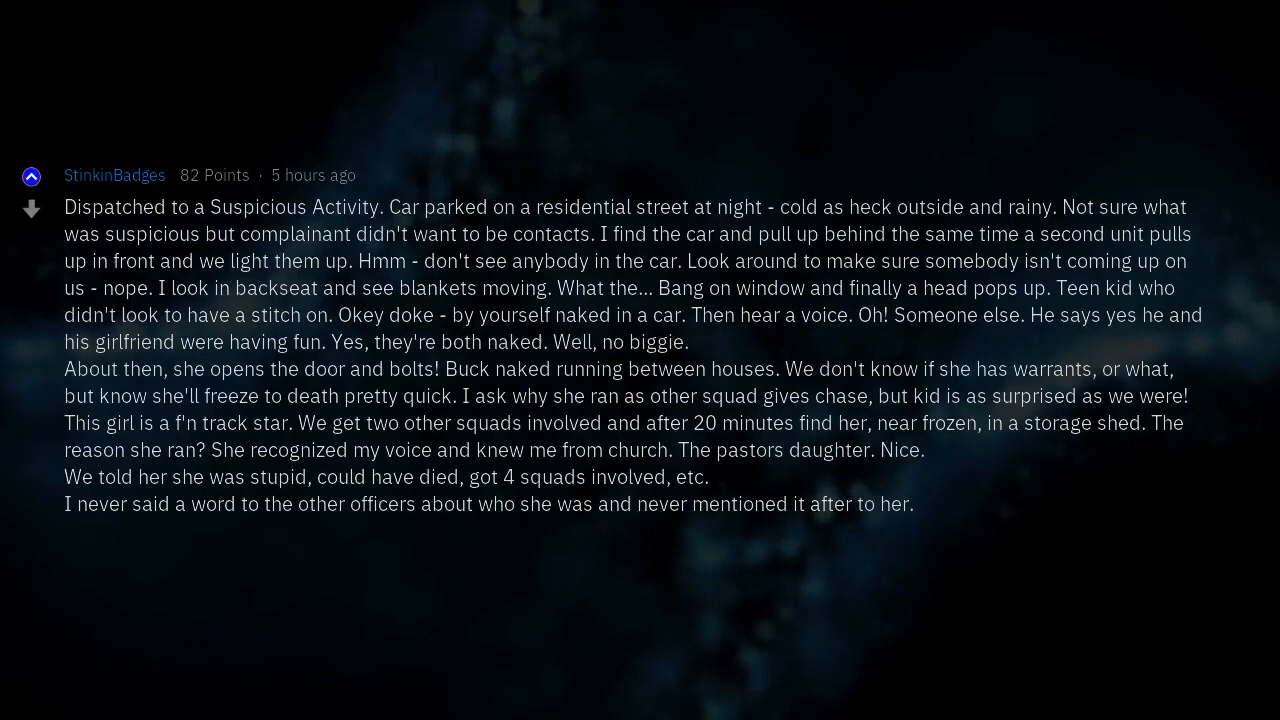 StinkinBadges 82 Points · 5 hours ago
Dispatched to a Suspicious Activity. Car parked on a residential street at night - cold as heck outside and rainy. Not sure what
was suspicious but complainant didn't want to be contacts. I find the car and pull up behind the same time a second unit pulls
up in front and we light them up. Hmm - don't see anybody in the car. Look around to make sure somebody isn't coming up on
us - nope. I look in backseat and see blankets moving. What the... Bang on window and finally a head pops up. Teen kid who
didn't look to have a stitch on. Okey doke - by yourself naked in a car. Then hear a voice. Oh! Someone else. He says yes he and
his girlfriend were having fun. Yes, they're both naked. Well, no biggie.
About then, she opens the door and bolts! Buck naked running between houses. We don't know if she has warrants, or what,
but know she'll freeze to death pretty quick. I ask why she ran as other squad gives chase, but kid is as surprised as we were!
This girl is a f'n track star. We get two other squads involved and after 20 minutes find her, near frozen, in a storage shed. The
reason she ran? She recognized my voice and knew me from church. The pastors daughter. Nice.
We told her she was stupid, could have died, got 4 squads involved, etc.
I never said a word to the other officers about who she was and never mentioned it after to her.